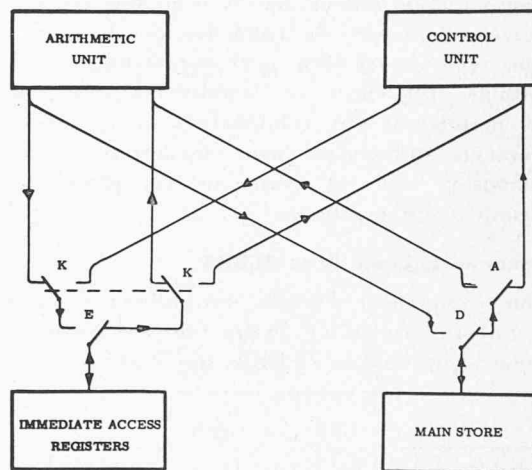 ARITHMETIC
UNIT
CONTROL
UNIT
K
K
A
E
D
IMMEDIATE ACCESS
REGISTERS
MAIN STORE